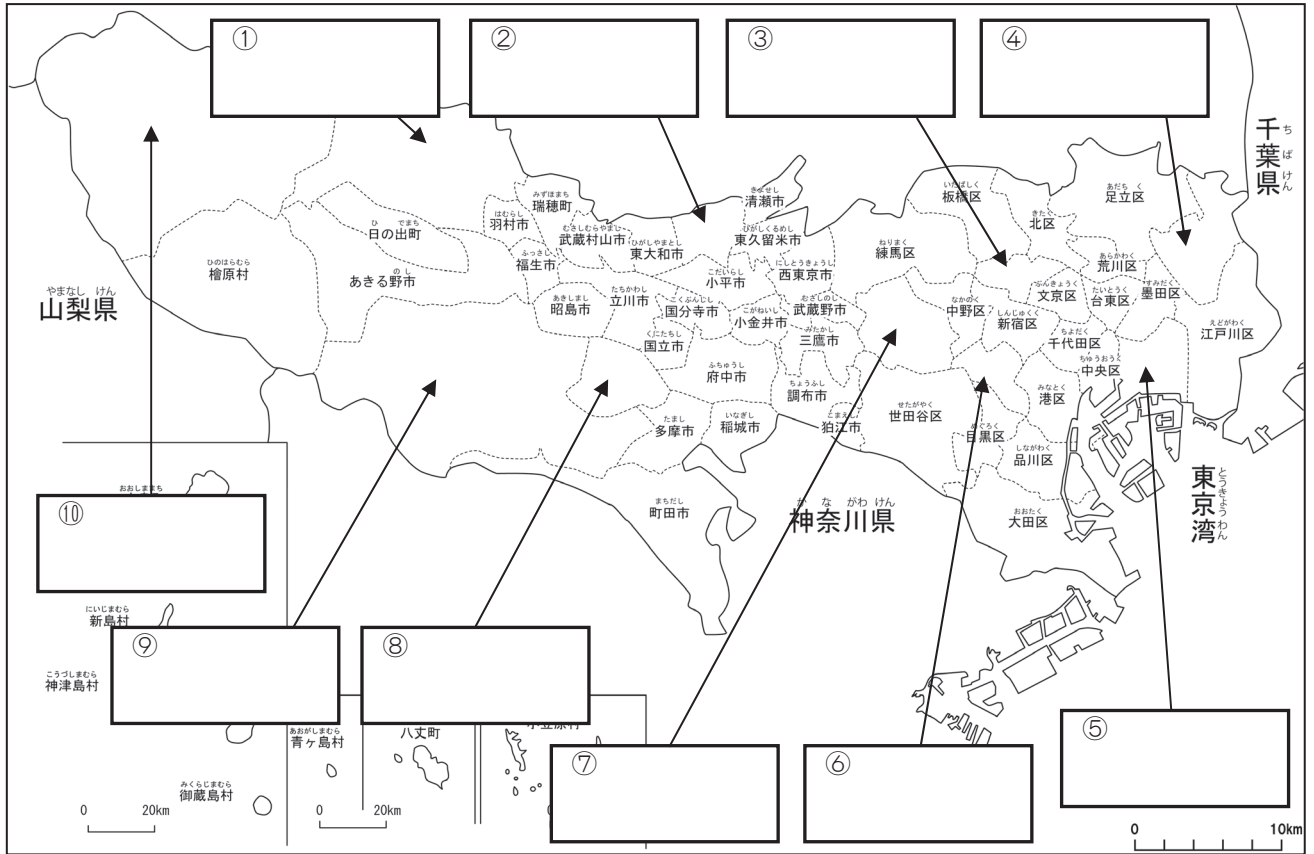 ①
②
③
④
千葉県
ちばけん
いたばしく
板橋区
あだちく
足立区
きたく
北区
きよせし
清瀬市
みずほまち
瑞穂町
はむらし
羽村市
むさしむらやまし
武蔵村山市
ひがしやまとし
東大和市
ひがしくるめし
東久留米市
ひのでまち
日の出町
ふっさし
福生市
こだいらし
小平市
にしとうきょうし
西東京市
ねりまく
練馬区
あらかわく
荒川区
ぶんきょうく
文京区
たいとうく
台東区
すみだく
墨田区
ひのはらむら
檜原村
あきる野市
のし
やまなしけん
山梨県
あきしまし
昭島市
たちかわし
立川市
こくぶんじし
国分寺市
こがねいし
小金井市
むさしのし
武蔵野市
なかのく
中野区
しんじゅくく
新宿区
ちよだく
千代田区
えどがわく
江戸川区
くにたちし
国立市
みたかし
三鷹市
ちゅうおうく
中央区
ふちゅうし
府中市
ちょうふし
調布市
せたがやく
世田谷区
みなとく
港区
たまし
多摩市
いなぎし
稲城市
こまえし
狛江市
めぐろく
目黒区
しながわく
品川区
おおたく
大田区
まちだし
町田市
かながわけん
神奈川県
東京湾
とうきょうわん
おおしままち
⑩
にいじまむら
新島村
こうづしまむら
神津島村
⑨
⑧
あおがしまむら
青ヶ島村
八丈町
みくらじまむら
御蔵島村
⑦
⑥
⑤
0 20km
0 20km
0 10km